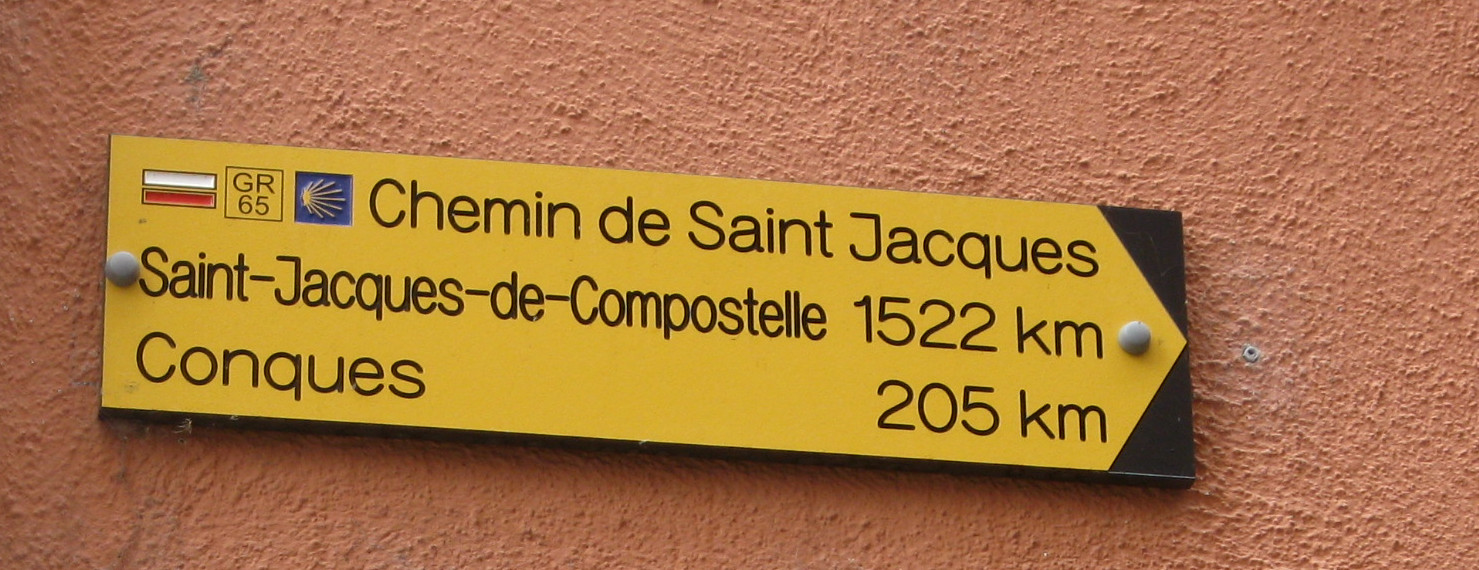 GR
65
Chemin de Saint Jacques
Saint-Jacques-de-Compostelle 1522 km
Conques 205 km